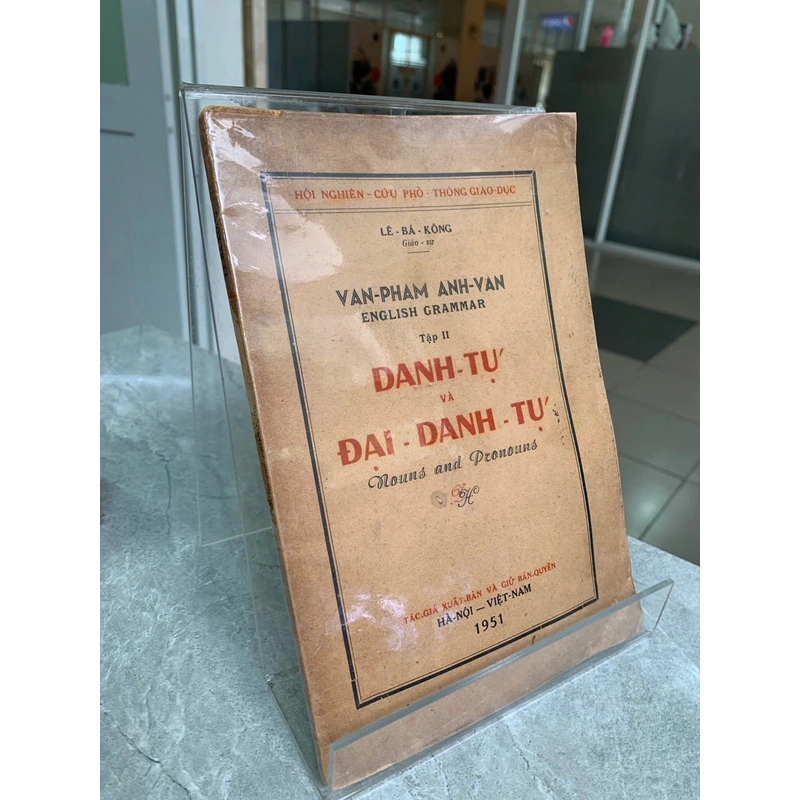 HỘI NGHIÊN - CỨU PHỔ - THÔNG GIÁO-DỤC
LÊ - BÁ - KÔNG
Giáo - sư
VAN-PHAM ANH-VAN
ENGLISH GRAMMAR
Tập II
DANH-TỰ
VÀ
ĐẠI - DANH - TỰ
Nouns and Pronouns
TÁC-GIẢ XUẤT-BẢN VÀ GIỮ BẢN-QUYỀN
HÀ-NỘI — VIỆT-NAM
1951